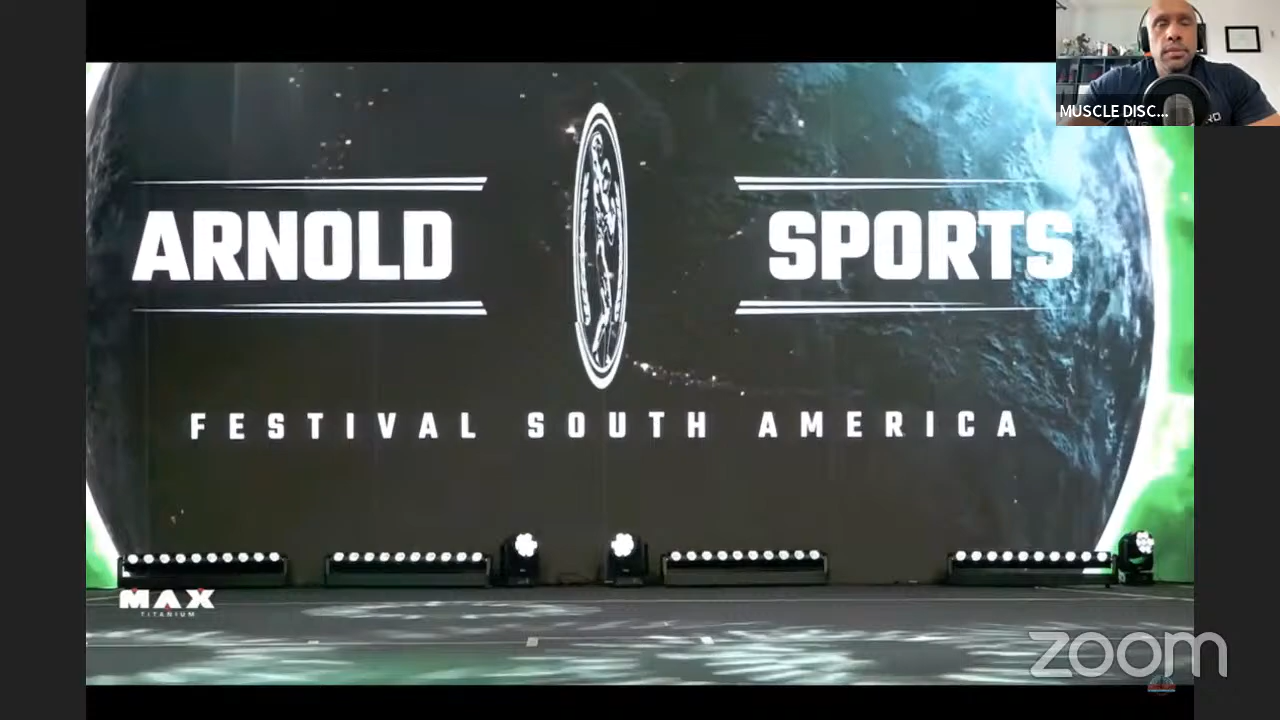 MUSCLE DISC...
ARNOLD SPORTS
FESTIVAL SOUTH AMERICA
MAX
TITANIUM
zoom